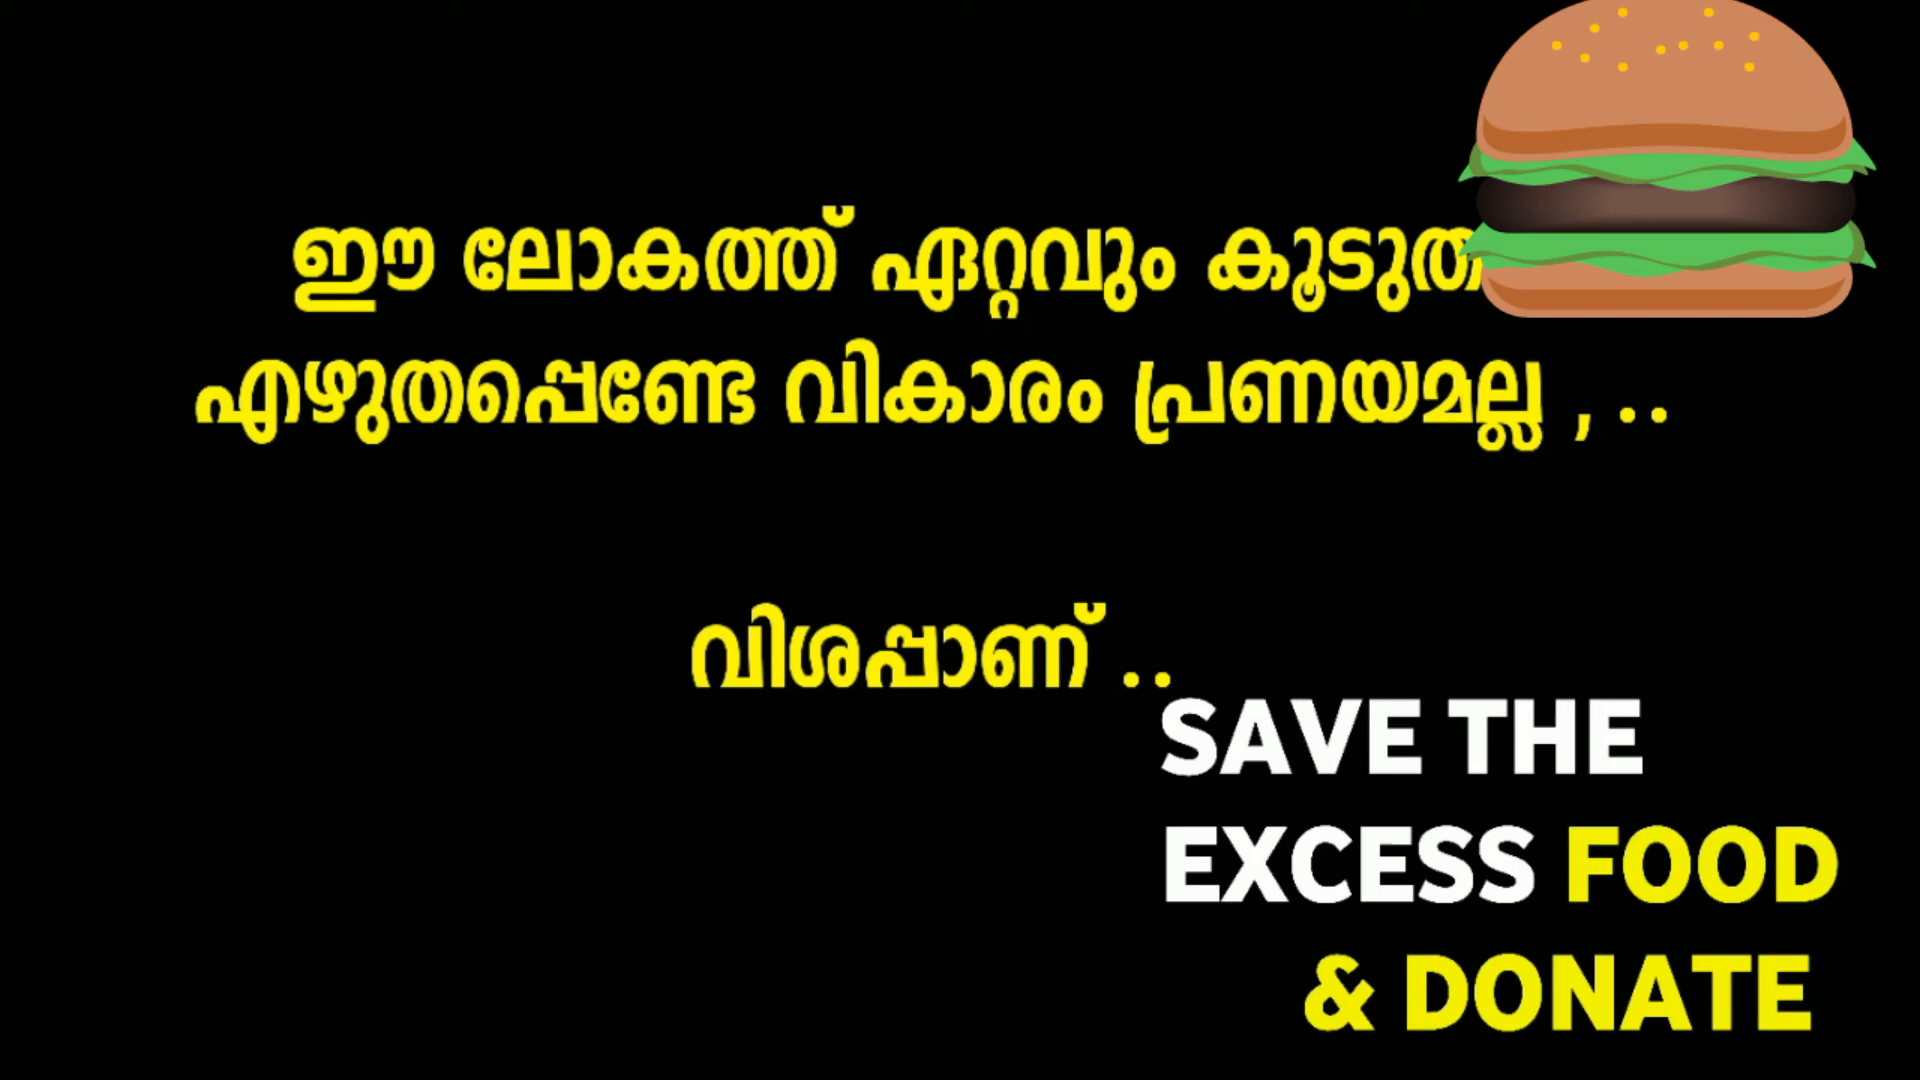 ഈ ലോകത്ത് ഏറ്റവും
എഴുതപ്പെണ്ടേ വികാരം പ്രണയമല്ല , ..
വിശപ്പാണ് ..
SAVE THE
EXCESS FOOD
& DONATE